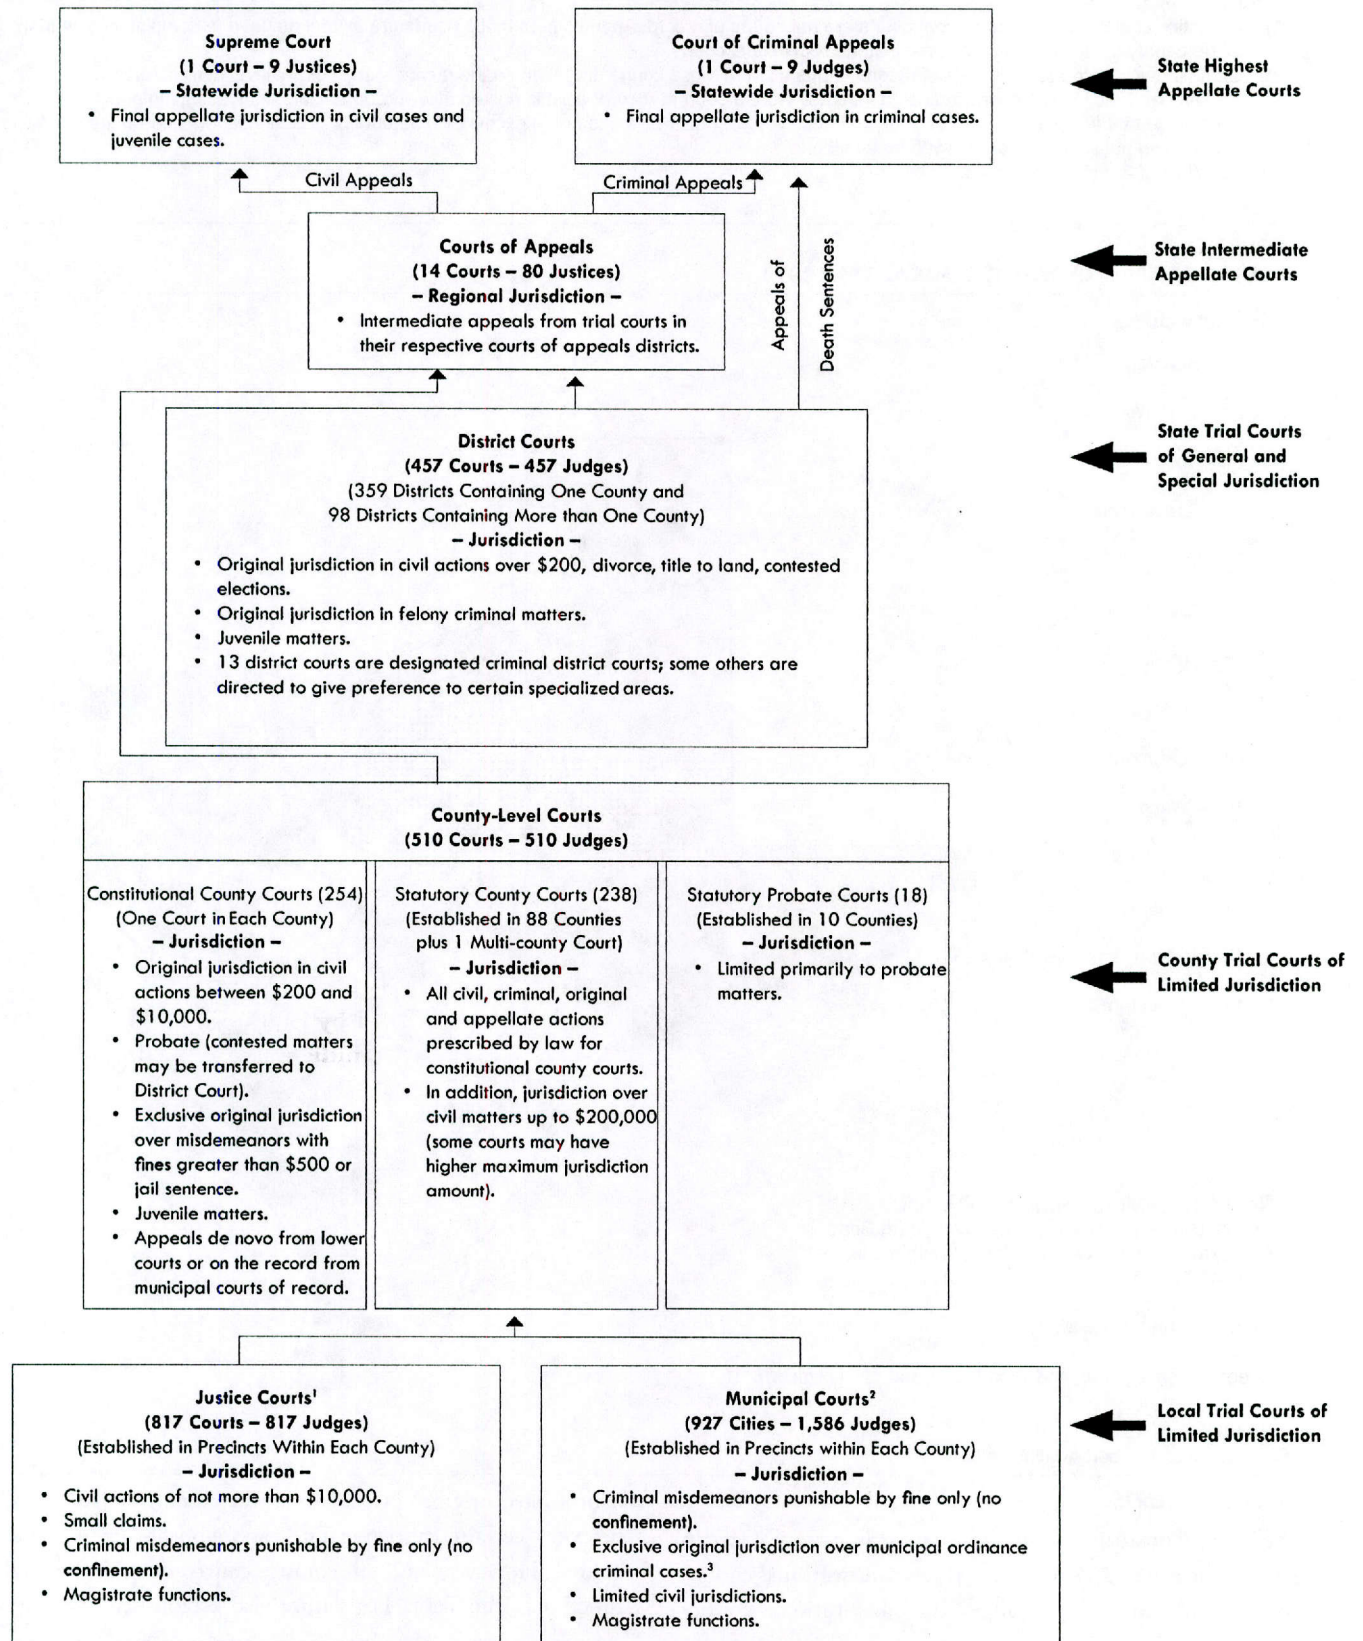 Supreme Court
(1 Court – 9 Justices)
– Statewide Jurisdiction –
• Final appellate jurisdiction in civil cases and
juvenile cases.
Court of Criminal Appeals
(1 Court – 9 Judges)
– Statewide Jurisdiction –
• Final appellate jurisdiction in criminal cases.
State Highest
Appellate Courts
Civil Appeals
Criminal Appeals
Courts of Appeals
(14 Courts – 80 Justices)
– Regional Jurisdiction –
• Intermediate appeals from trial courts in
their respective courts of appeals districts.
Appeals of
Death Sentences
State Intermediate
Appellate Courts
District Courts
(457 Courts – 457 Judges)
(359 Districts Containing One County and
98 Districts Containing More than One County)
– Jurisdiction –
• Original jurisdiction in civil actions over $200, divorce, title to land, contested
elections.
• Original jurisdiction in felony criminal matters.
• Juvenile matters.
• 13 district courts are designated criminal district courts; some others are
directed to give preference to certain specialized areas.
State Trial Courts
of General and
Special Jurisdiction
County-Level Courts
(510 Courts – 510 Judges)
Constitutional County Courts (254)
(One Court in Each County)
– Jurisdiction –
• Original jurisdiction in civil
actions between $200 and
$10,000.
• Probate (contested matters
may be transferred to
District Court).
• Exclusive original jurisdiction
over misdemeanors with
fines greater than $500 or
jail sentence.
• Juvenile matters.
• Appeals de novo from lower
courts or on the record from
municipal courts of record.
Statutory County Courts (238)
(Established in 88 Counties
plus 1 Multi-county Court)
– Jurisdiction –
• All civil, criminal, original
and appellate actions
prescribed by law for
constitutional county courts.
• In addition, jurisdiction over
civil matters up to $200,000
(some courts may have
higher maximum jurisdiction
amount).
Statutory Probate Courts (18)
(Established in 10 Counties)
– Jurisdiction –
• Limited primarily to probate
matters.
County Trial Courts of
Limited Jurisdiction
Justice Courts¹
(817 Courts – 817 Judges)
(Established in Precincts Within Each County)
– Jurisdiction –
• Civil actions of not more than $10,000.
• Small claims.
• Criminal misdemeanors punishable by fine only (no
confinement).
• Magistrate functions.
Municipal Courts²
(927 Cities – 1,586 Judges)
(Established in Precincts within Each County)
– Jurisdiction –
• Criminal misdemeanors punishable by fine only (no
confinement).
• Exclusive original jurisdiction over municipal ordinance
criminal cases.³
• Limited civil jurisdictions.
• Magistrate functions.
Local Trial Courts of
Limited Jurisdiction